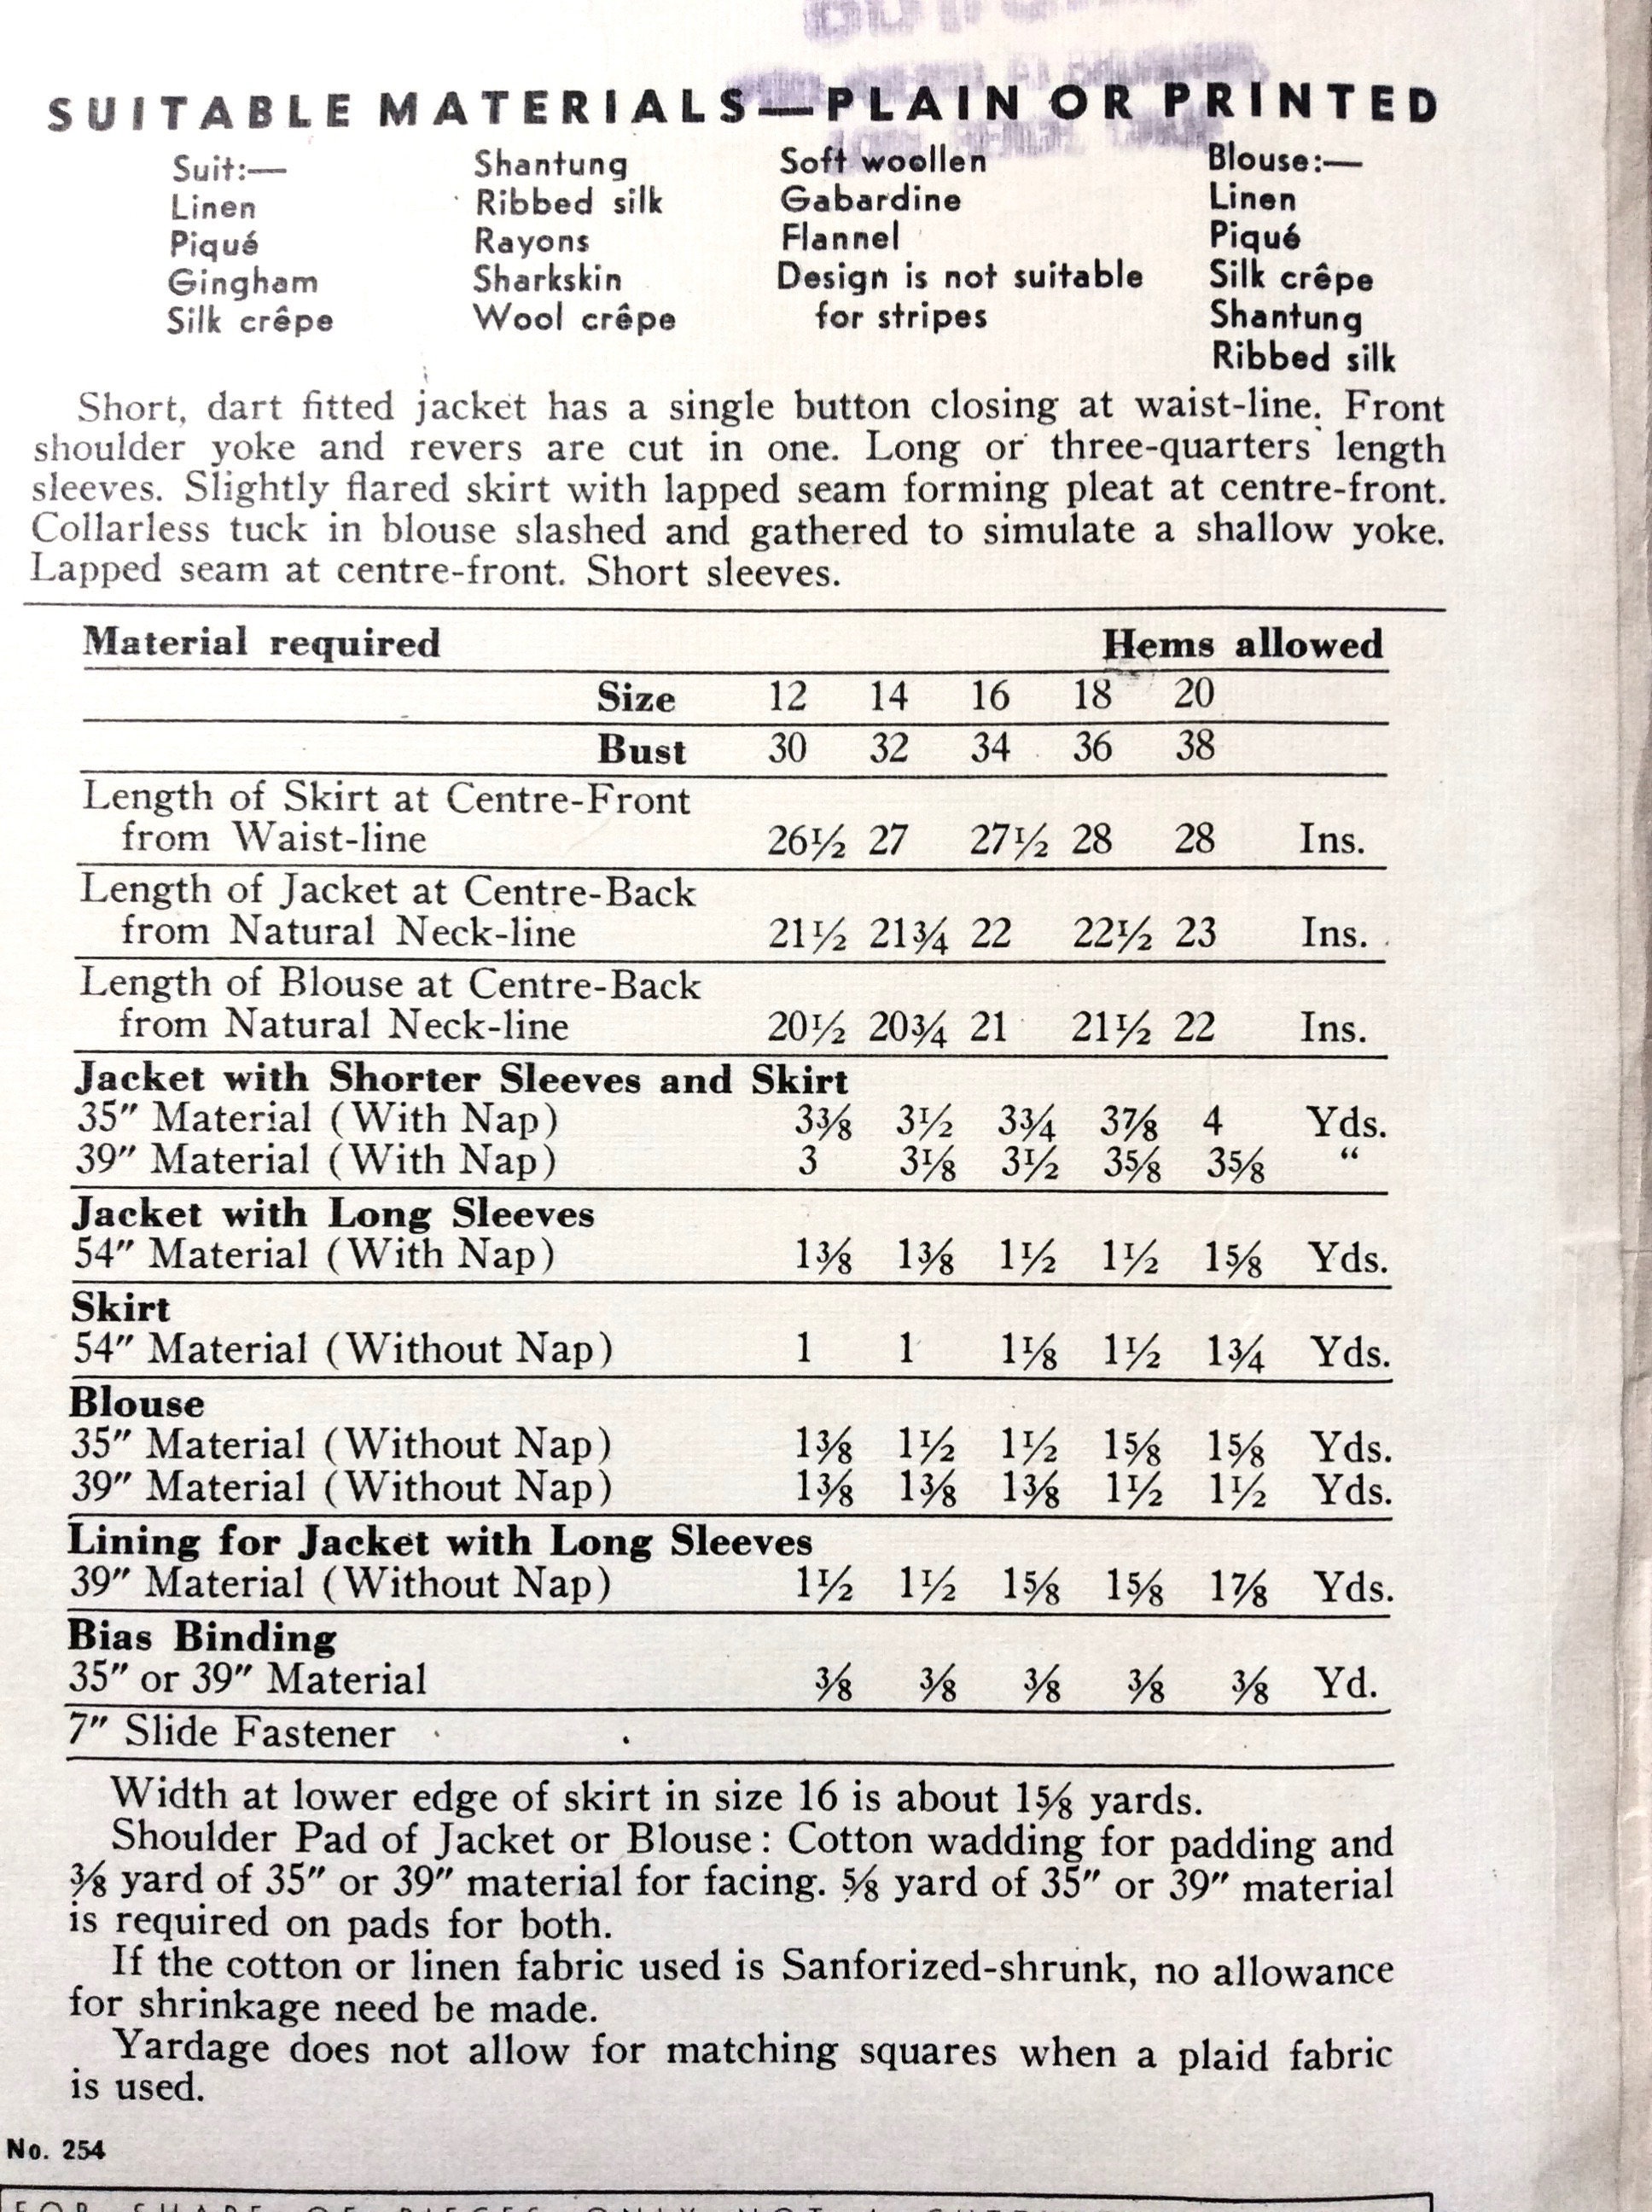 SUITABLE MATERIALS—PLAIN OR PRINTED
Suit:—
Linen
Piqué
Gingham
Silk crêpe
Shantung
Ribbed silk
Rayons
Sharkskin
Wool crêpe
Soft woollen
Gabardine
Flannel
Design is not suitable
for stripes
Blouse:—
Linen
Piqué
Silk crêpe
Shantung
Ribbed silk
Short, dart fitted jacket has a single button closing at waist-line. Front
shoulder yoke and revers are cut in one. Long or three-quarters length
sleeves. Slightly flared skirt with lapped seam forming pleat at centre-front.
Collarless tuck in blouse slashed and gathered to simulate a shallow yoke.
Lapped seam at centre-front. Short sleeves.
Material required Hems allowed
Size 12 14 16 18 20
Bust 30 32 34 36 38
Length of Skirt at Centre-Front
from Waist-line 26½ 27 27½ 28 28 Ins.
Length of Jacket at Centre-Back
from Natural Neck-line 21½ 21¾ 22 22½ 23 Ins.
Length of Blouse at Centre-Back
from Natural Neck-line 20½ 20¾ 21 21½ 22 Ins.
Jacket with Shorter Sleeves and Skirt
35″ Material (With Nap) 3⅜ 3½ 3¾ 3⅞ 4 Yds.
39″ Material (With Nap) 3 3⅛ 3½ 3⅝ 3⅝ “
Jacket with Long Sleeves
54″ Material (With Nap) 1⅜ 1⅜ 1½ 1½ 1⅝ Yds.
Skirt
54″ Material (Without Nap) 1 1 1⅛ 1½ 1¾ Yds.
Blouse
35″ Material (Without Nap) 1⅜ 1½ 1½ 1⅝ 1⅝ Yds.
39″ Material (Without Nap) 1⅜ 1⅜ 1⅜ 1½ 1½ Yds.
Lining for Jacket with Long Sleeves
39″ Material (Without Nap) 1½ 1½ 1⅝ 1⅝ 1⅞ Yds.
Bias Binding
35″ or 39″ Material ⅜ ⅜ ⅜ ⅜ ⅜ Yd.
7″ Slide Fastener
Width at lower edge of skirt in size 16 is about 1⅝ yards.
Shoulder Pad of Jacket or Blouse: Cotton wadding for padding and
⅜ yard of 35″ or 39″ material for facing. ⅝ yard of 35″ or 39″ material
is required on pads for both.
If the cotton or linen fabric used is Sanforized-shrunk, no allowance
for shrinkage need be made.
Yardage does not allow for matching squares when a plaid fabric
is used.
No. 254
FOR SHAPE OF PIECES ONLY NOT